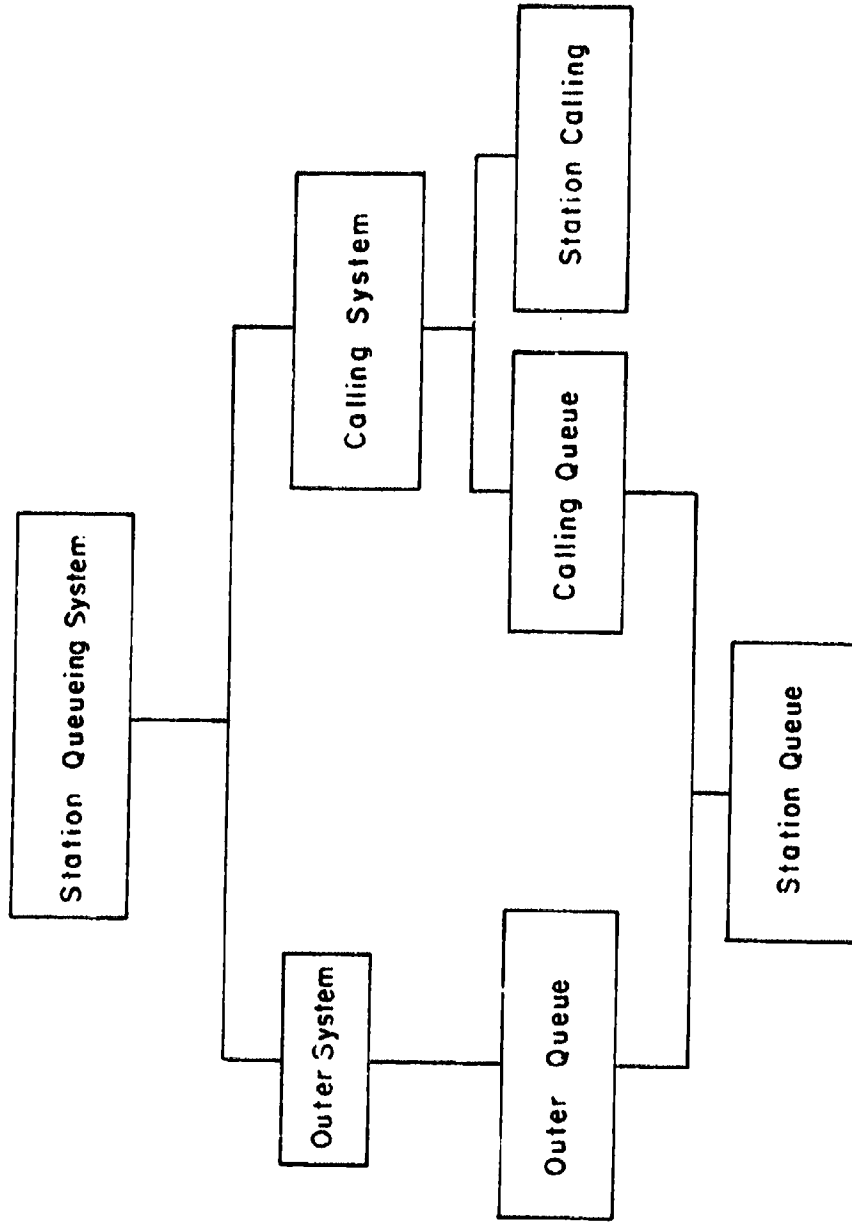 Station Queueing System
Outer System
Calling System
Outer Queue
Calling Queue
Station Calling
Station Queue